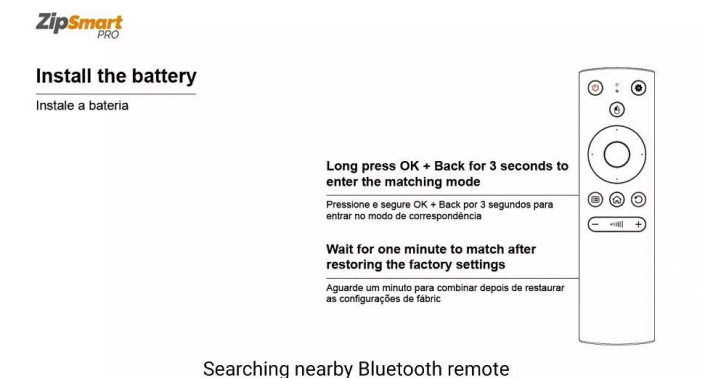 ZipSmart
PRO
Install the battery
Instale a bateria
Long press OK + Back for 3 seconds to
enter the matching mode
Pressione e segure OK + Back por 3 segundos para
entrar no modo de correspondência
Wait for one minute to match after
restoring the factory settings
Aguarde um minuto para combinar depois de restaurar
as configurações de fábric
Searching nearby Bluetooth remote